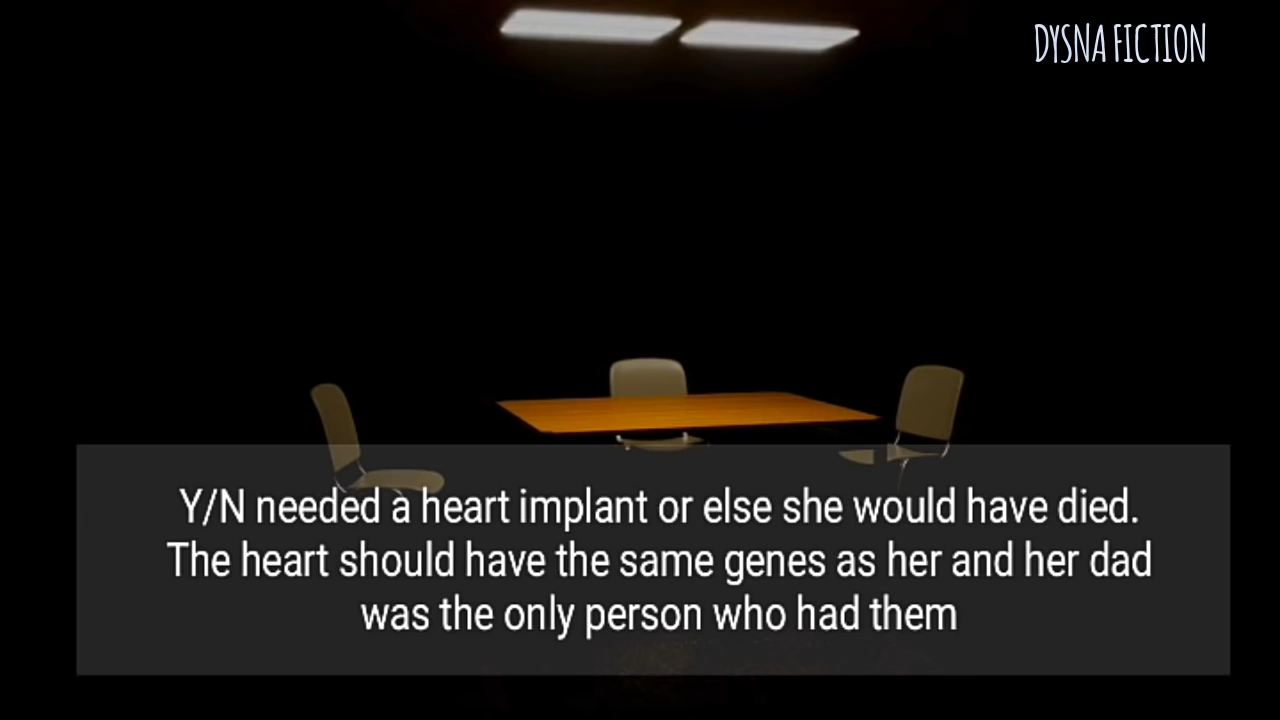 DYSNA FICTION
Y/N needed a heart implant or else she would have died.
The heart should have the same genes as her and her dad
was the only person who had them